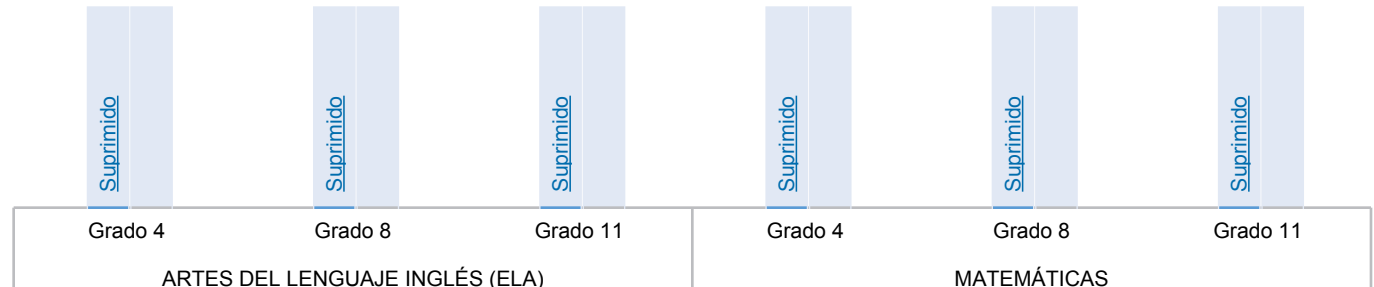 Suprimido Suprimido Suprimido Suprimido Suprimido Suprimido
Grado 4 Grado 8 Grado 11 Grado 4 Grado 8 Grado 11
ARTES DEL LENGUAJE INGLÉS (ELA) MATEMÁTICAS